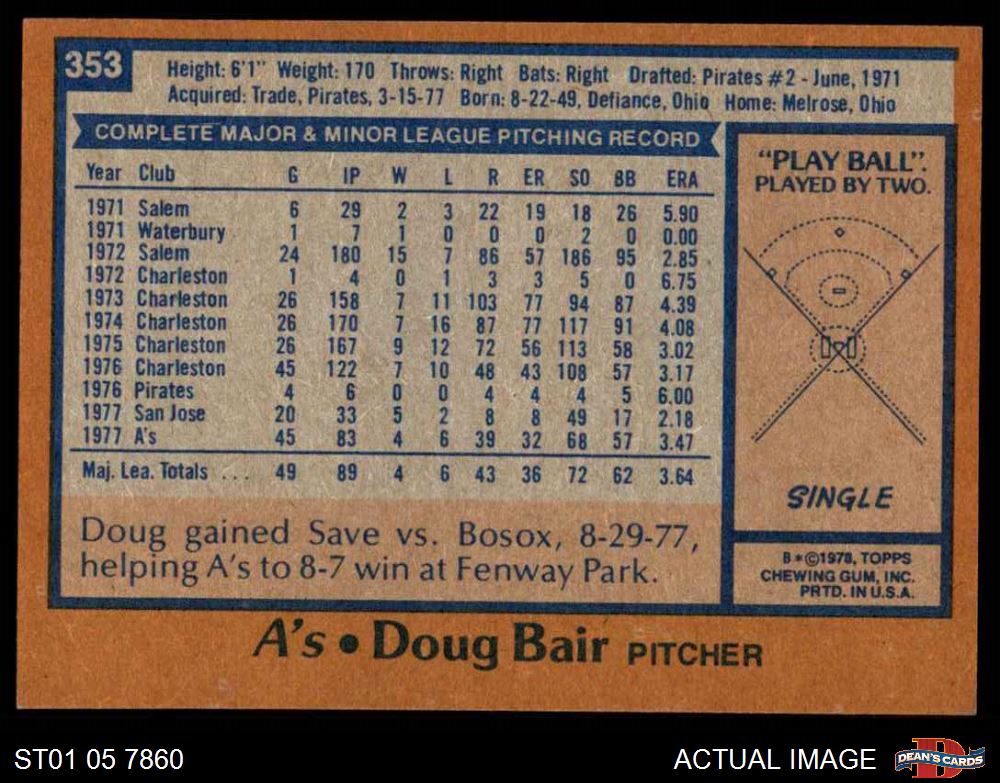 353
Height: 6'1" Weight: 170 Throws: Right Bats: Right Drafted: Pirates #2 - June, 1971
Acquired: Trade, Pirates, 3-15-77 Born: 8-22-49, Defiance, Ohio Home: Melrose, Ohio
COMPLETE MAJOR & MINOR LEAGUE PITCHING RECORD
Year Club G IP W L R ER SO BB ERA
1971 Salem 6 29 2 3 22 19 18 26 5.90
1971 Waterbury 1 7 1 0 0 0 2 0 0.00
1972 Salem 24 180 15 7 86 57 186 95 2.85
1972 Charleston 1 4 0 1 3 3 5 0 6.75
1973 Charleston 26 158 7 11 103 77 94 87 4.39
1974 Charleston 26 170 7 16 87 77 117 91 4.08
1975 Charleston 26 167 9 12 72 56 113 58 3.02
1976 Charleston 45 122 7 10 48 43 108 57 3.17
1976 Pirates 4 6 0 0 4 4 4 5 6.00
1977 San Jose 20 33 5 2 8 8 49 17 2.18
1977 A's 45 83 4 6 39 32 68 57 3.47
Maj. Lea. Totals ... 49 89 4 6 43 36 72 62 3.64
Doug gained Save vs. Bosox, 8-29-77,
helping A's to 8-7 win at Fenway Park.
"PLAY BALL".
PLAYED BY TWO.
SINGLE
B*©1978, TOPPS
CHEWING GUM, INC.
PRTD. IN U.S.A.
A's • Doug Bair PITCHER
ST01 05 7860
ACTUAL IMAGE
D
DEAN'S CARDS